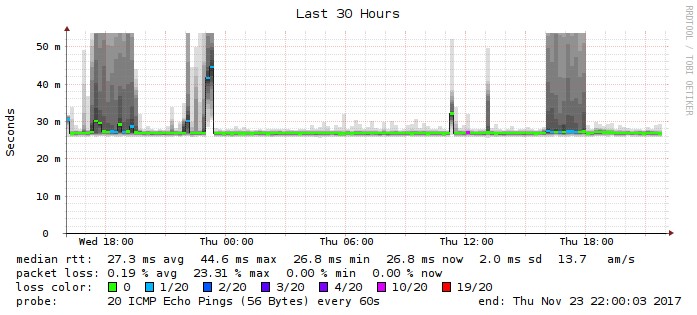 Last 30 Hours
RRDTOOL / TOBI OETIKER
Seconds
50 m
40 m
30 m
20 m
10 m
0
Wed 18:00 Thu 00:00 Thu 06:00 Thu 12:00 Thu 18:00
median rtt: 27.3 ms avg 44.6 ms max 26.8 ms min 26.8 ms now 2.0 ms sd 13.7 am/s
packet loss: 0.19 % avg 23.31 % max 0.00 % min 0.00 % now
loss color: 0 1/20 2/20 3/20 4/20 10/20 19/20
probe: 20 ICMP Echo Pings (56 Bytes) every 60s end: Thu Nov 23 22:00:03 2017